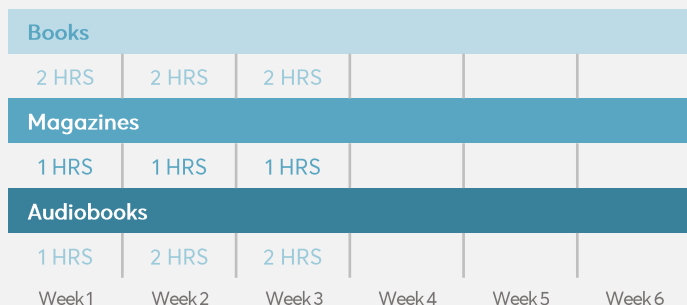 Books
2 HRS 2 HRS 2 HRS
Magazines
1 HRS 1 HRS 1 HRS
Audiobooks
1 HRS 2 HRS 2 HRS
Week 1 Week 2 Week 3 Week 4 Week 5 Week 6